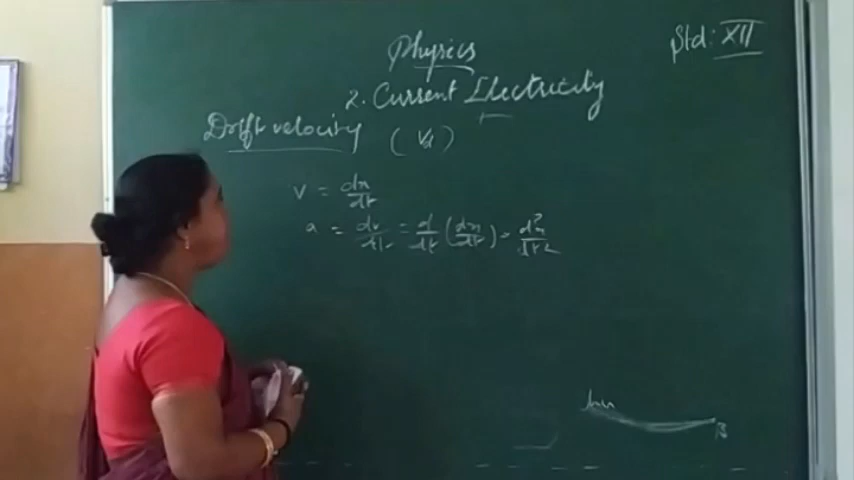 Physics
Std: XII
2. Current Electricity
Drift velocity (Vd)
v = dx/dt
a = dv/dt = d/dt (dx/dt) = d²x/dt²
B